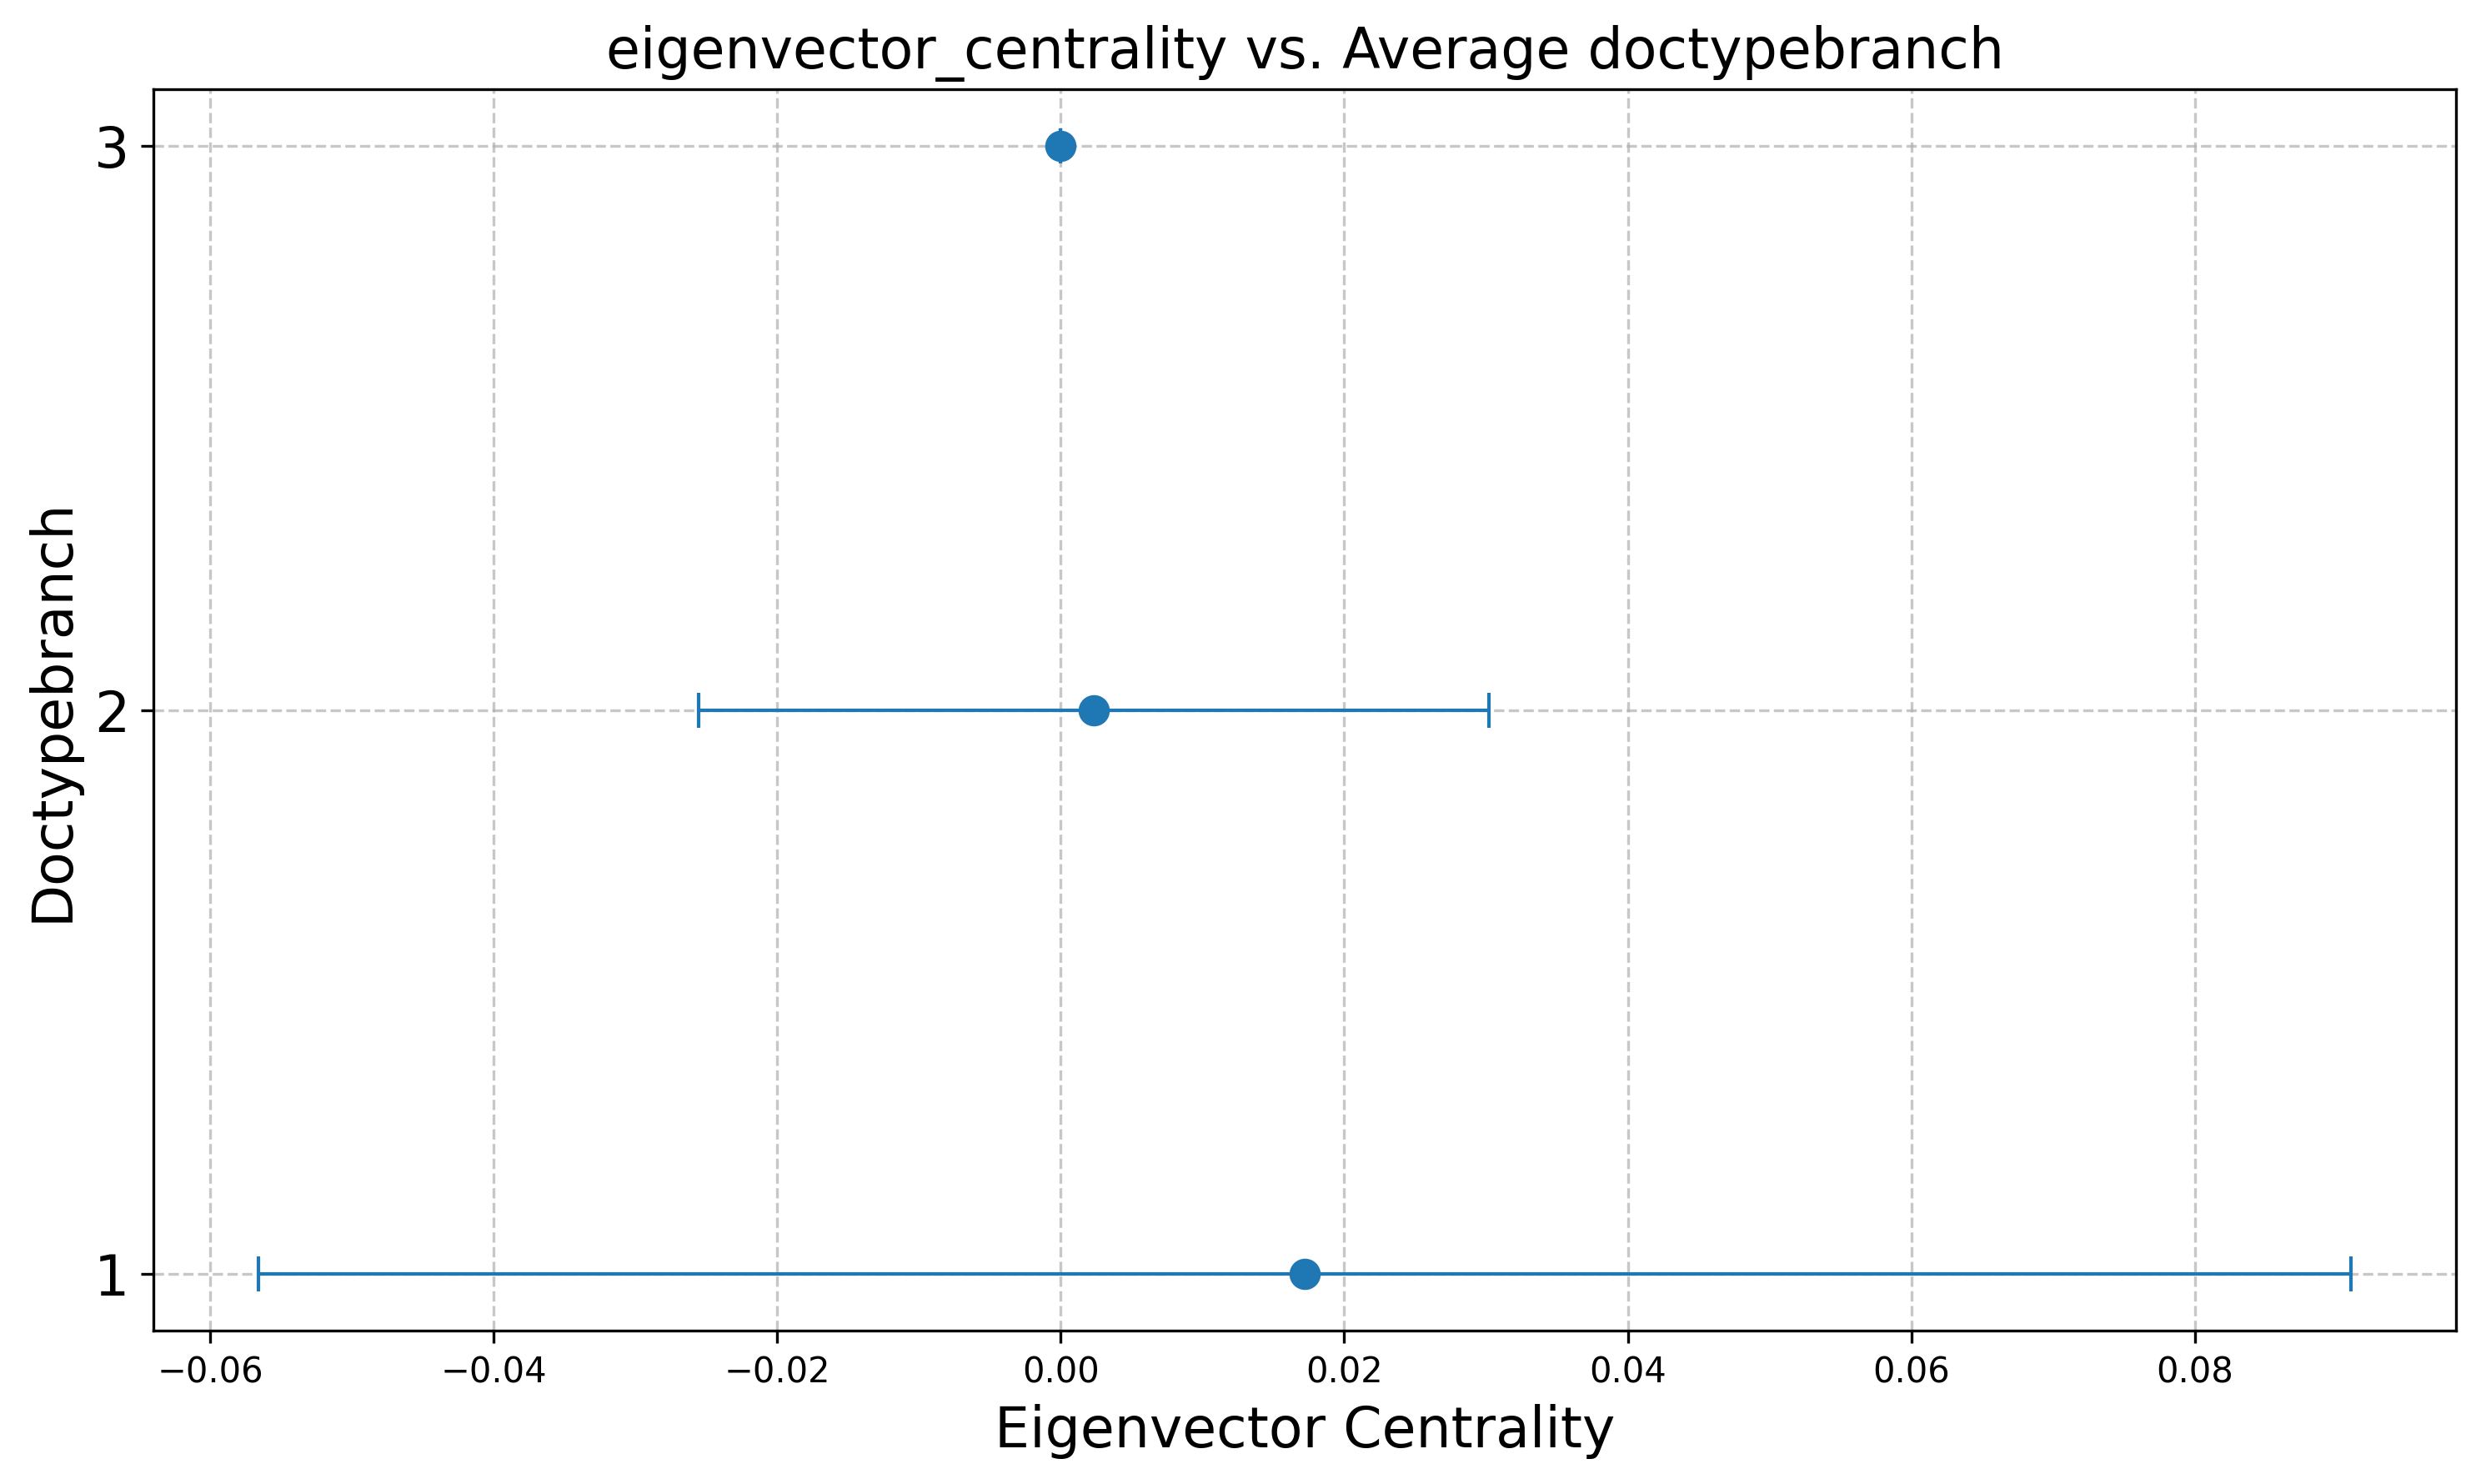 eigenvector_centrality vs. Average doctypebranch
3
2
1
Doctypebranch
−0.06 −0.04 −0.02 0.00 0.02 0.04 0.06 0.08
Eigenvector Centrality